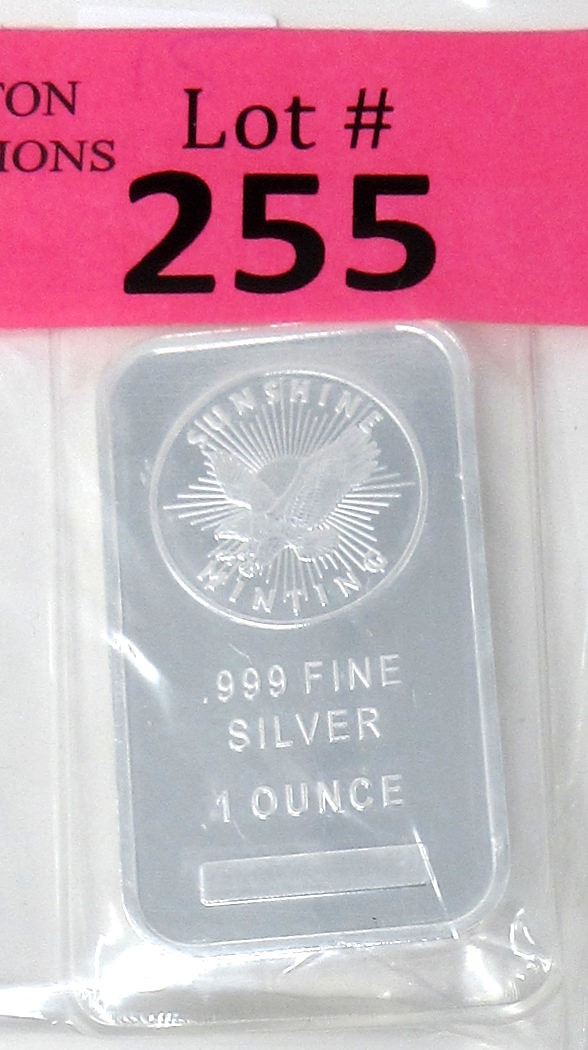 TON
IONS
Lot #
255
SUNSHINE
MINTING
.999 FINE
SILVER
1 OUNCE